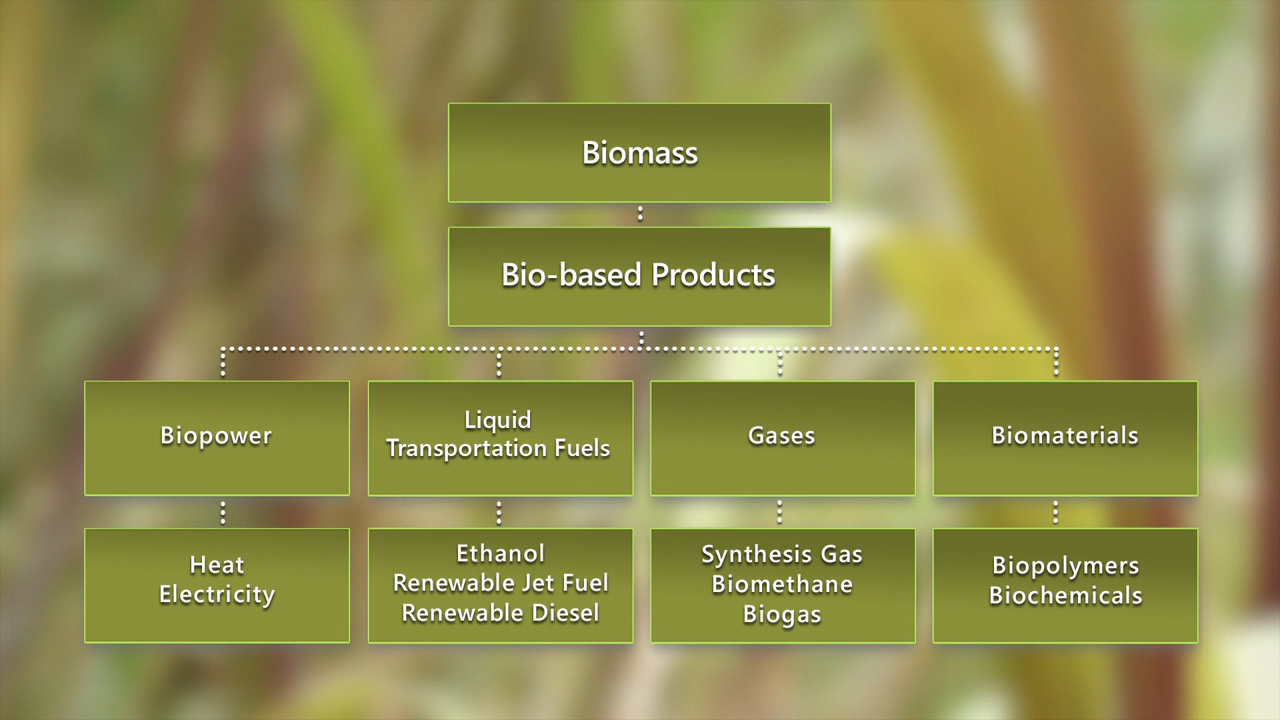 Biomass
Bio-based Products
Biopower
Liquid
Transportation Fuels
Gases
Biomaterials
Heat
Electricity
Ethanol
Renewable Jet Fuel
Renewable Diesel
Synthesis Gas
Biomethane
Biogas
Biopolymers
Biochemicals